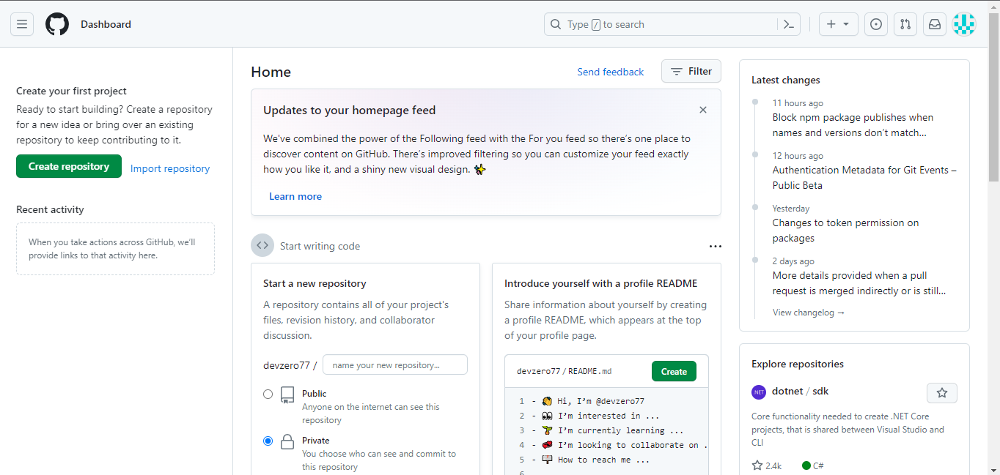 Dashboard
Type / to search
Create your first project
Ready to start building? Create a repository
for a new idea or bring over an existing
repository to keep contributing to it.
Create repository
Import repository
Recent activity
When you take actions across GitHub, we’ll
provide links to that activity here.
Home
Send feedback
Filter
Updates to your homepage feed
We've combined the power of the Following feed with the For you feed so there’s one place to
discover content on GitHub. There’s improved filtering so you can customize your feed exactly
how you like it, and a shiny new visual design. ✨
Learn more
Start writing code
Start a new repository
A repository contains all of your project's
files, revision history, and collaborator
discussion.
devzero77 /
name your new repository...
Public
Anyone on the internet can see this
repository
Private
You choose who can see and commit to
this repository
Introduce yourself with a profile README
Share information about yourself by creating
a profile README, which appears at the top
of your profile page.
devzero77 / README.md
Create
1 - 👋 Hi, I’m @devzero77
2 - 👀 I’m interested in ...
3 - 🌱 I’m currently learning ...
4 - 💞️ I’m looking to collaborate on .
5 - 📫 How to reach me ...
6
Latest changes
11 hours ago
Block npm package publishes when
names and versions don’t match…
12 hours ago
Authentication Metadata for Git Events –
Public Beta
Yesterday
Changes to token permission on
packages
2 days ago
More details provided when a pull
request is merged indirectly or is still…
View changelog →
Explore repositories
.NET
dotnet / sdk
Core functionality needed to create .NET Core
projects, that is shared between Visual Studio and
CLI
2.4k
C#